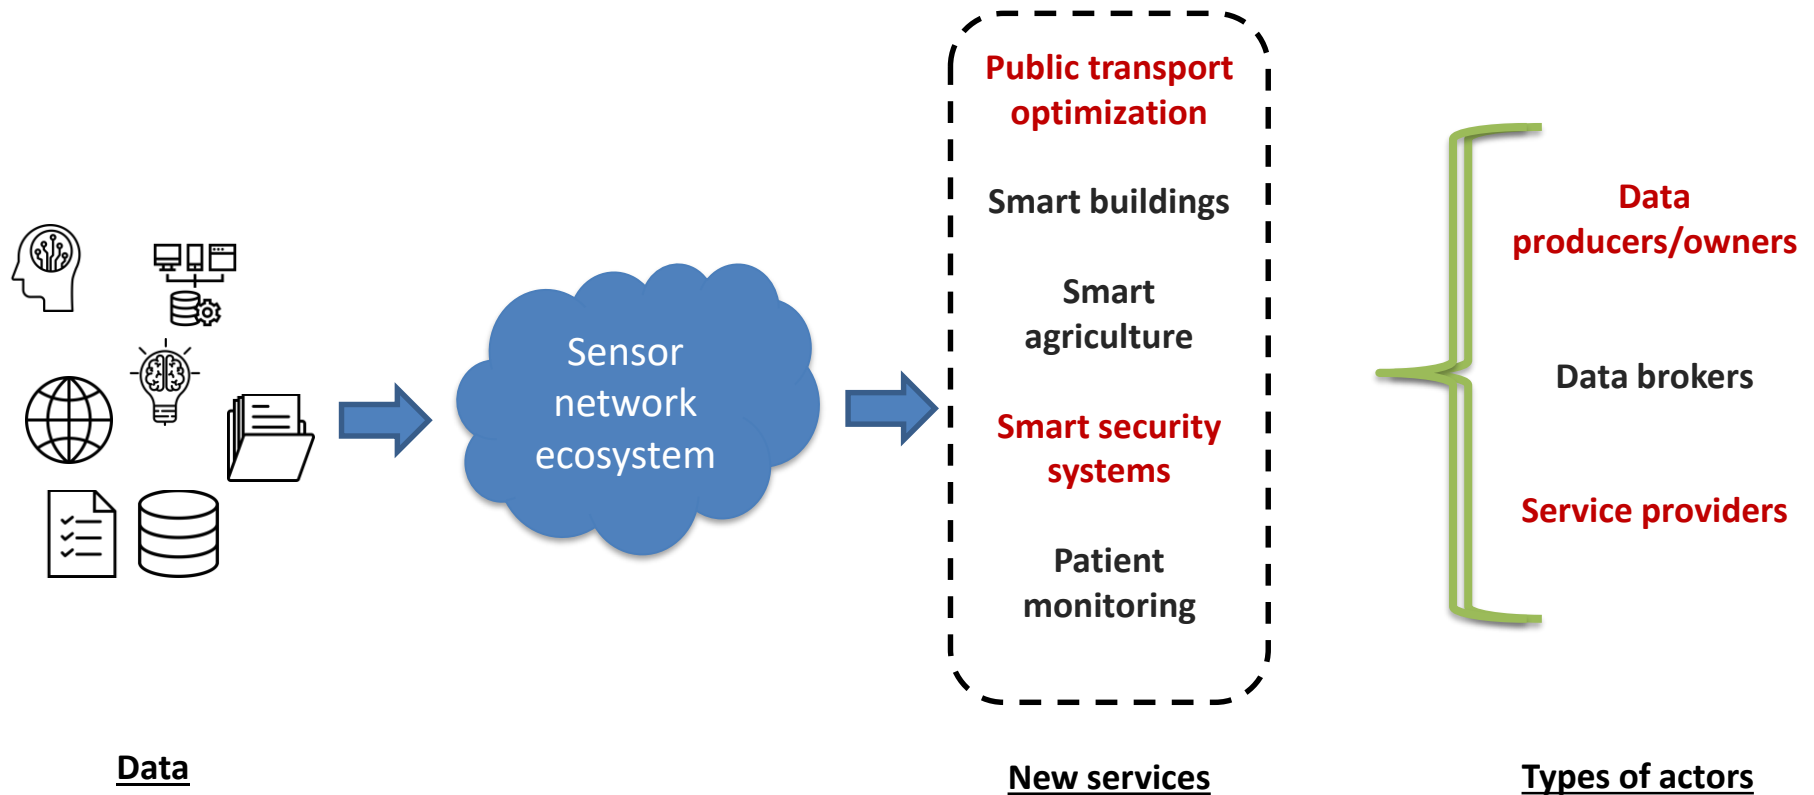 Public transport
optimization
Smart buildings
Smart
agriculture
Smart security
systems
Patient
monitoring
Sensor
network
ecosystem
Data
producers/owners
Data brokers
Service providers
Data
New services
Types of actors